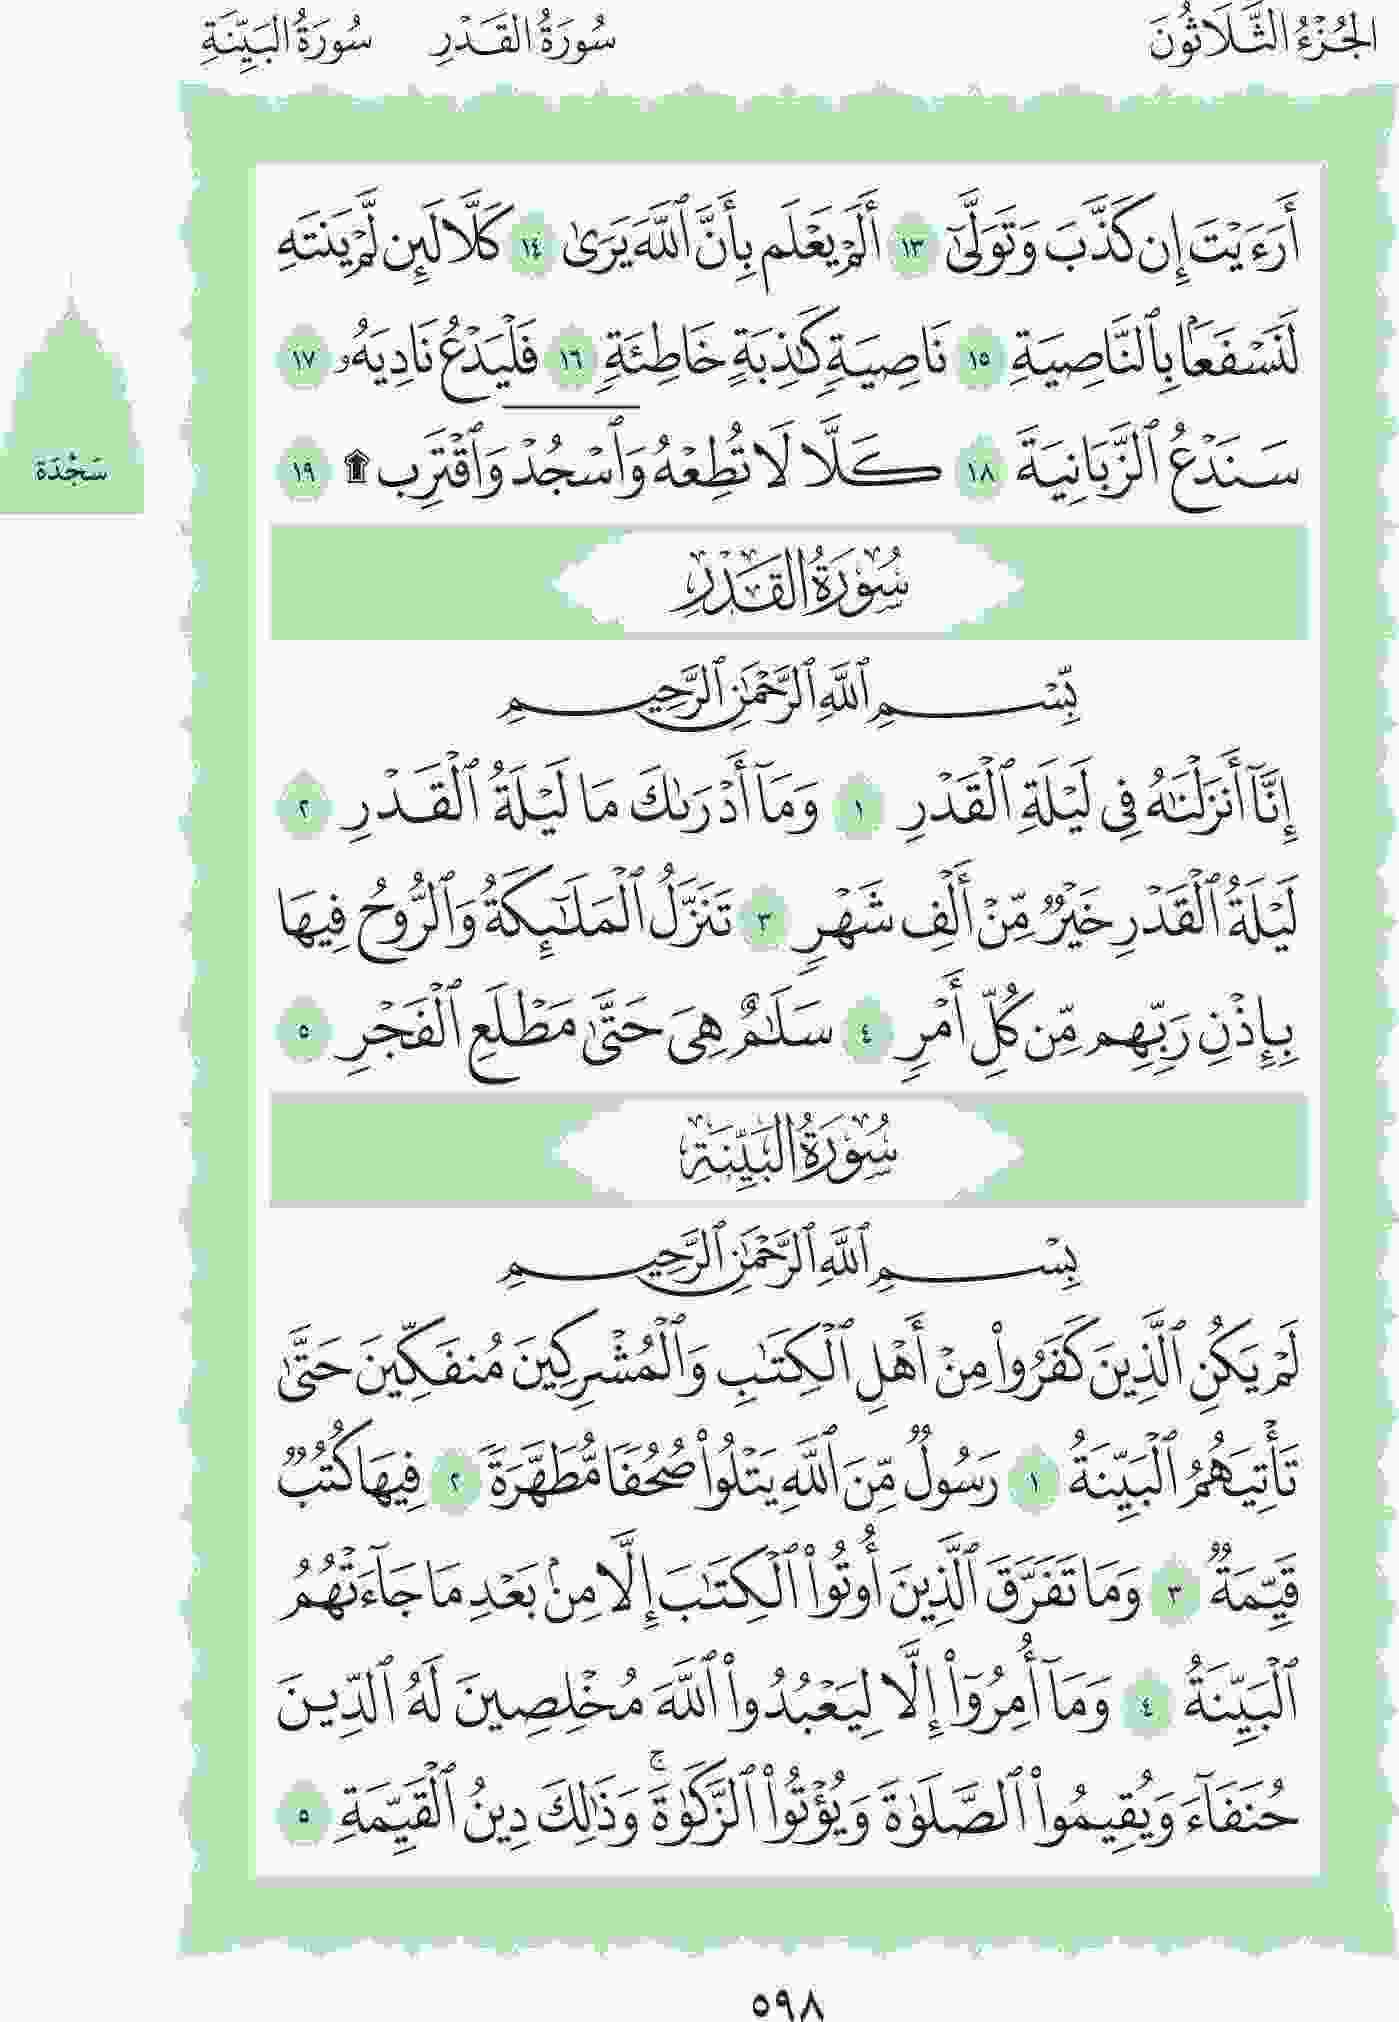 الجُزْءُ الثَّلَاثُونَ سُورَةُ القَدْرِ سُورَةُ البَيِّنَةِ
أَرَءَيْتَ إِن كَذَّبَ وَتَوَلَّىٰٓ ١٣ أَلَمْ يَعْلَم بِأَنَّ ٱللَّهَ يَرَىٰ ١٤ كَلَّا لَئِن لَّمْ يَنتَهِ
لَنَسْفَعَۢا بِٱلنَّاصِيَةِ ١٥ نَاصِيَةٖ كَٰذِبَةٍ خَاطِئَةٖ ١٦ فَلْيَدْعُ نَادِيَهُۥ ١٧
سَنَدْعُ ٱلزَّبَانِيَةَ ١٨ كَلَّا لَا تُطِعْهُ وَٱسْجُدْۤ وَٱقْتَرِب ۩ ١٩
سَجْدَة
سُورَةُ القَدْرِ
بِّسْمِ ٱللَّهِ ٱلرَّحْمَٰنِ ٱلرَّحِيمِ
إِنَّآ أَنزَلْنَٰهُ فِي لَيْلَةِ ٱلْقَدْرِ ١ وَمَآ أَدْرَىٰكَ مَا لَيْلَةُ ٱلْقَدْرِ ٢
لَيْلَةُ ٱلْقَدْرِ خَيْرٞ مِّنْ أَلْفِ شَهْرٖ ٣ تَنَزَّلُ ٱلْمَلَٰٓئِكَةُ وَٱلرُّوحُ فِيهَا
بِإِذْنِ رَبِّهِم مِّن كُلِّ أَمْرٖ ٤ سَلَٰمٌ هِيَ حَتَّىٰ مَطْلَعِ ٱلْفَجْرِ ٥
سُورَةُ البَيِّنَةِ
بِسْمِ ٱللَّهِ ٱلرَّحْمَٰنِ ٱلرَّحِيمِ
لَمْ يَكُنِ ٱلَّذِينَ كَفَرُواْ مِنْ أَهْلِ ٱلْكِتَٰبِ وَٱلْمُشْرِكِينَ مُنفَكِّينَ حَتَّىٰ
تَأْتِيَهُمُ ٱلْبَيِّنَةُ ١ رَسُولٞ مِّنَ ٱللَّهِ يَتْلُواْ صُحُفٗا مُّطَهَّرَةٗ ٢ فِيهَا كُتُبٞ
قَيِّمَةٞ ٣ وَمَا تَفَرَّقَ ٱلَّذِينَ أُوتُواْ ٱلْكِتَٰبَ إِلَّا مِنۢ بَعْدِ مَا جَآءَتْهُمُ
ٱلْبَيِّنَةُ ٤ وَمَآ أُمِرُوٓاْ إِلَّا لِيَعْبُدُواْ ٱللَّهَ مُخْلِصِينَ لَهُ ٱلدِّينَ
حُنَفَآءَ وَيُقِيمُواْ ٱلصَّلَوٰةَ وَيُؤْتُواْ ٱلزَّكَوٰةَۚ وَذَٰلِكَ دِينُ ٱلْقَيِّمَةِ ٥
٥٩٨